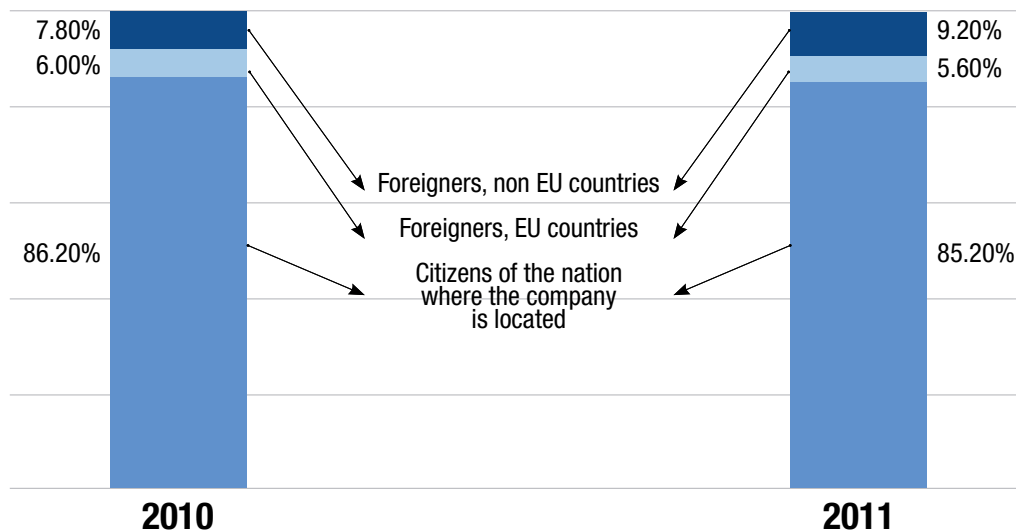 7.80%
9.20%
6.00%
5.60%
Foreigners, non EU countries
Foreigners, EU countries
86.20%
85.20%
Citizens of the nation
where the company
is located
2010
2011